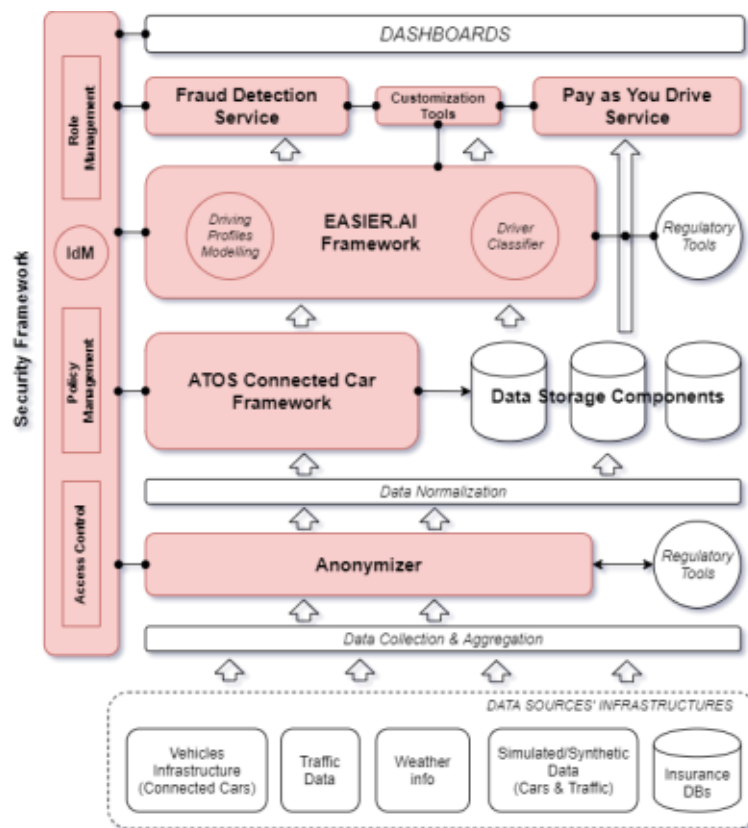 DASHBOARDS
Security Framework
Role
Management
IdM
Policy
Management
Access Control
Fraud Detection
Service
Customization
Tools
Pay as You Drive
Service
Driving
Profiles
Modelling
EASIER.AI
Framework
Driver
Classifier
Regulatory
Tools
ATOS Connected Car
Framework
Data Storage Components
Data Normalization
Anonymizer
Regulatory
Tools
Data Collection & Aggregation
DATA SOURCES' INFRASTRUCTURES
Vehicles
Infrastructure
(Connected Cars)
Traffic
Data
Weather
info
Simulated/Synthetic
Data
(Cars & Traffic)
Insurance
DBs